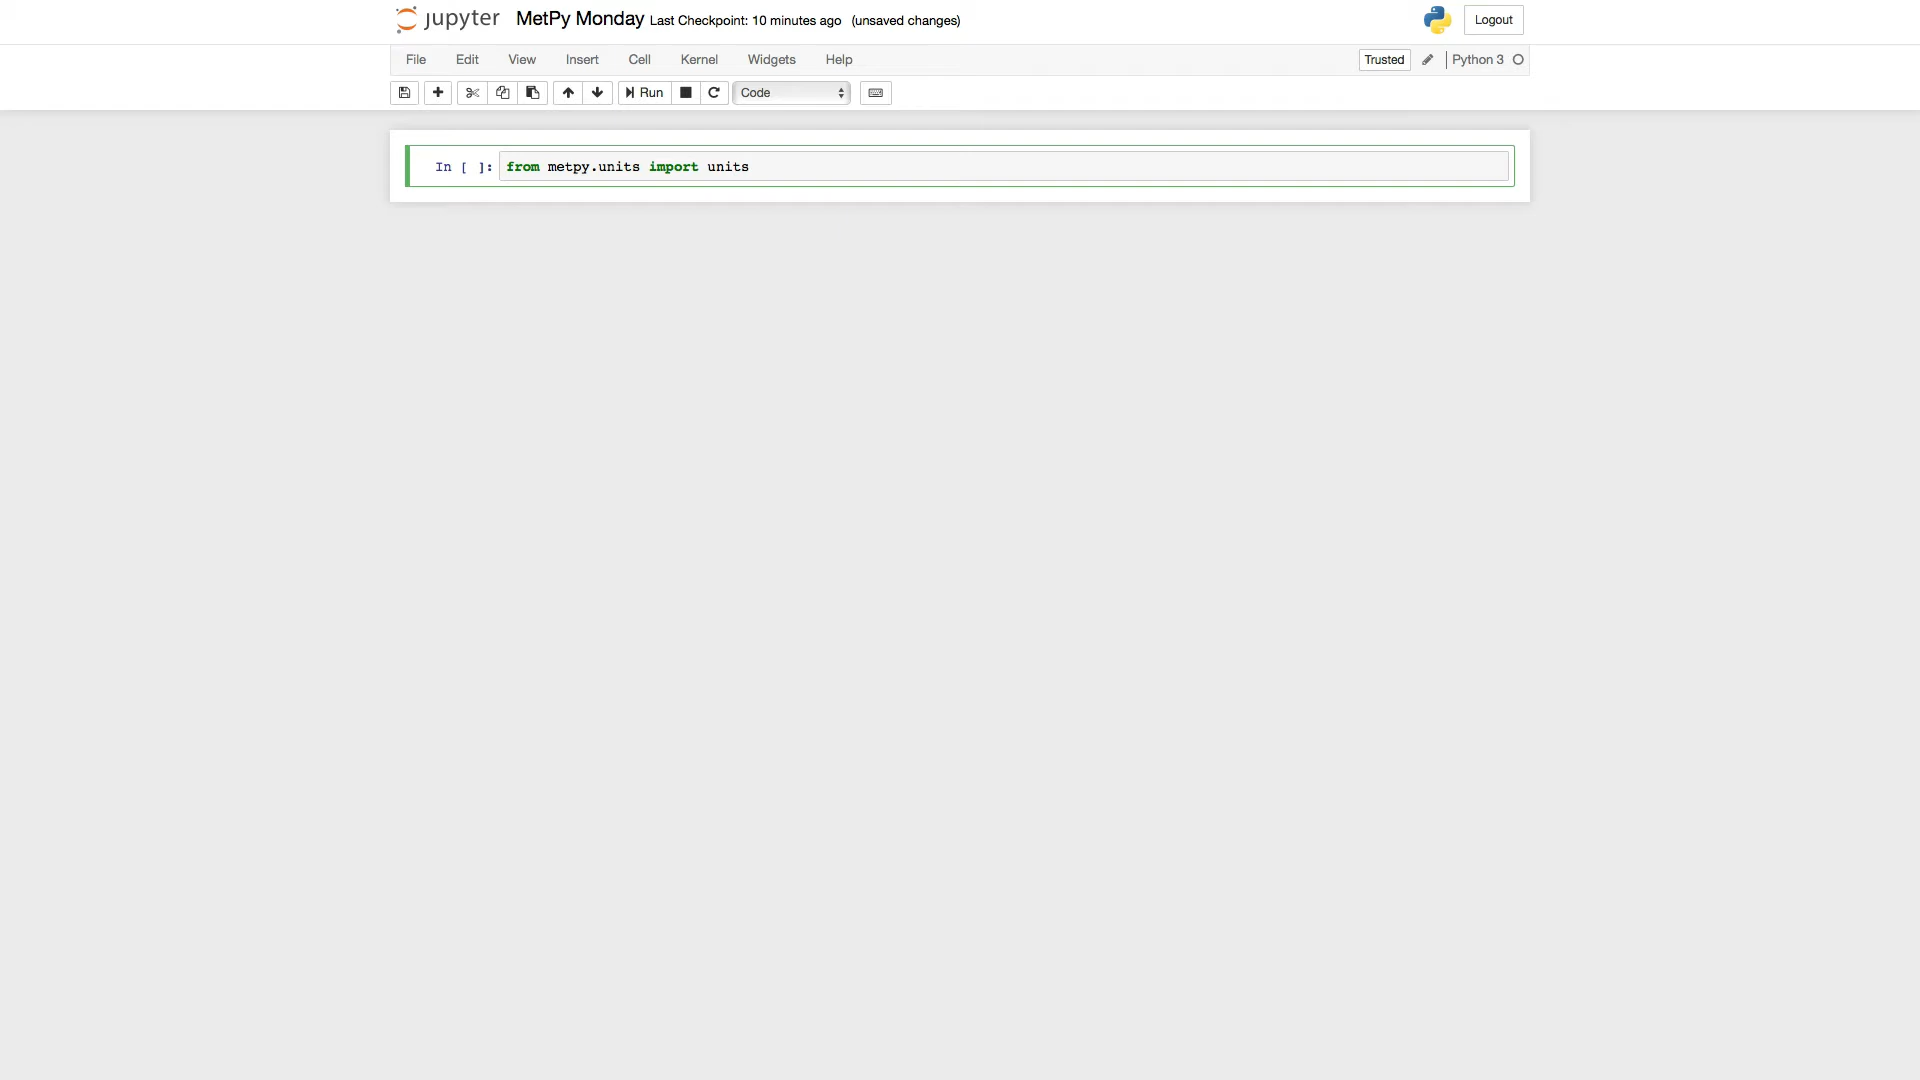 jupyter MetPy Monday Last Checkpoint: 10 minutes ago (unsaved changes) Logout
File Edit View Insert Cell Kernel Widgets Help Trusted Python 3
Run Code
In [ ]: from metpy.units import units